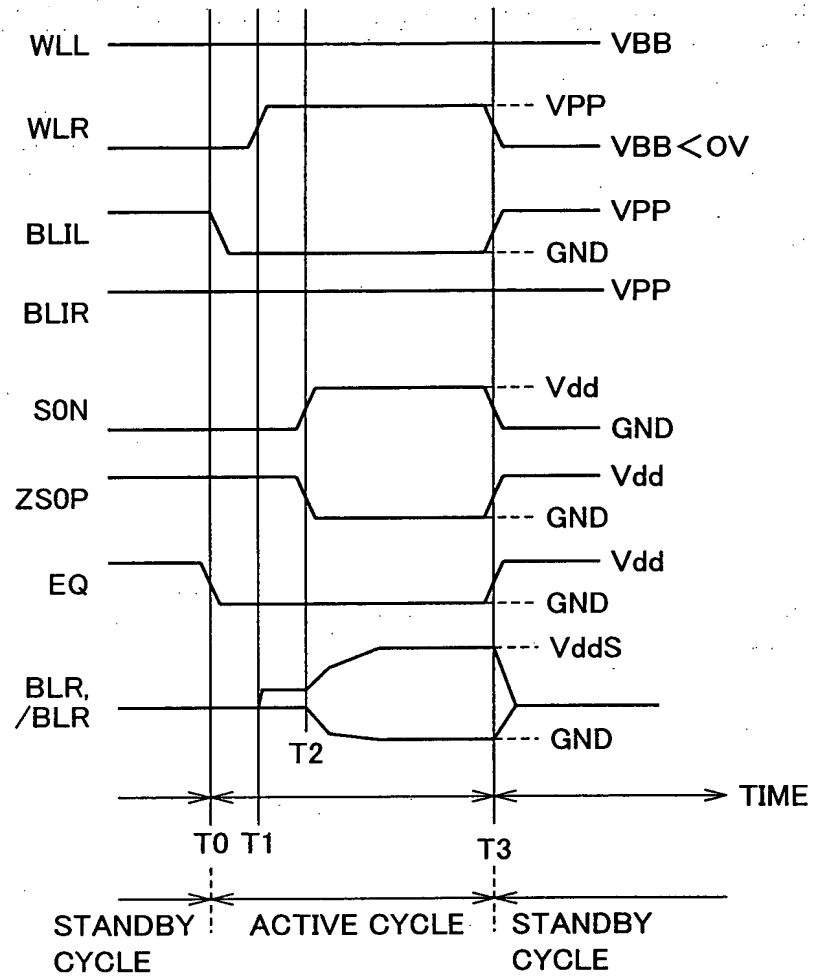 WLL VBB
VPP
WLR
VBB<0V
VPP
BLIL
GND
VPP
BLIR
Vdd
S0N
GND
Vdd
ZS0P
GND
Vdd
EQ
GND
VddS
BLR,
/BLR
GND
T2
TIME
T0 T1 T3
STANDBY ACTIVE CYCLE STANDBY
CYCLE CYCLE